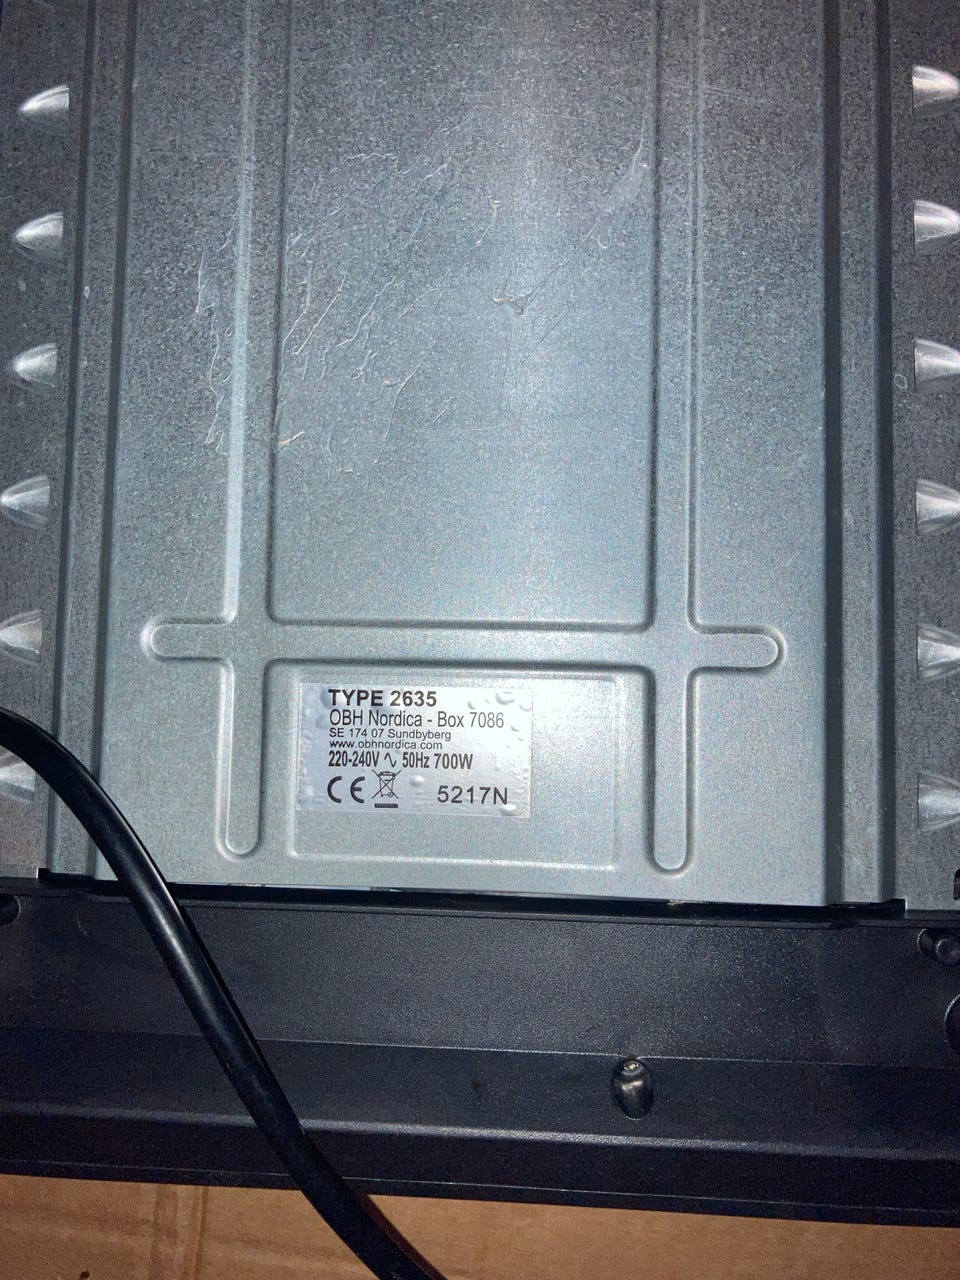 TYPE 2635
OBH Nordica - Box 7086
SE 174 07 Sundbyberg
www.obhnordica.com
220-240V ∿ 50Hz 700W
CE 5217N